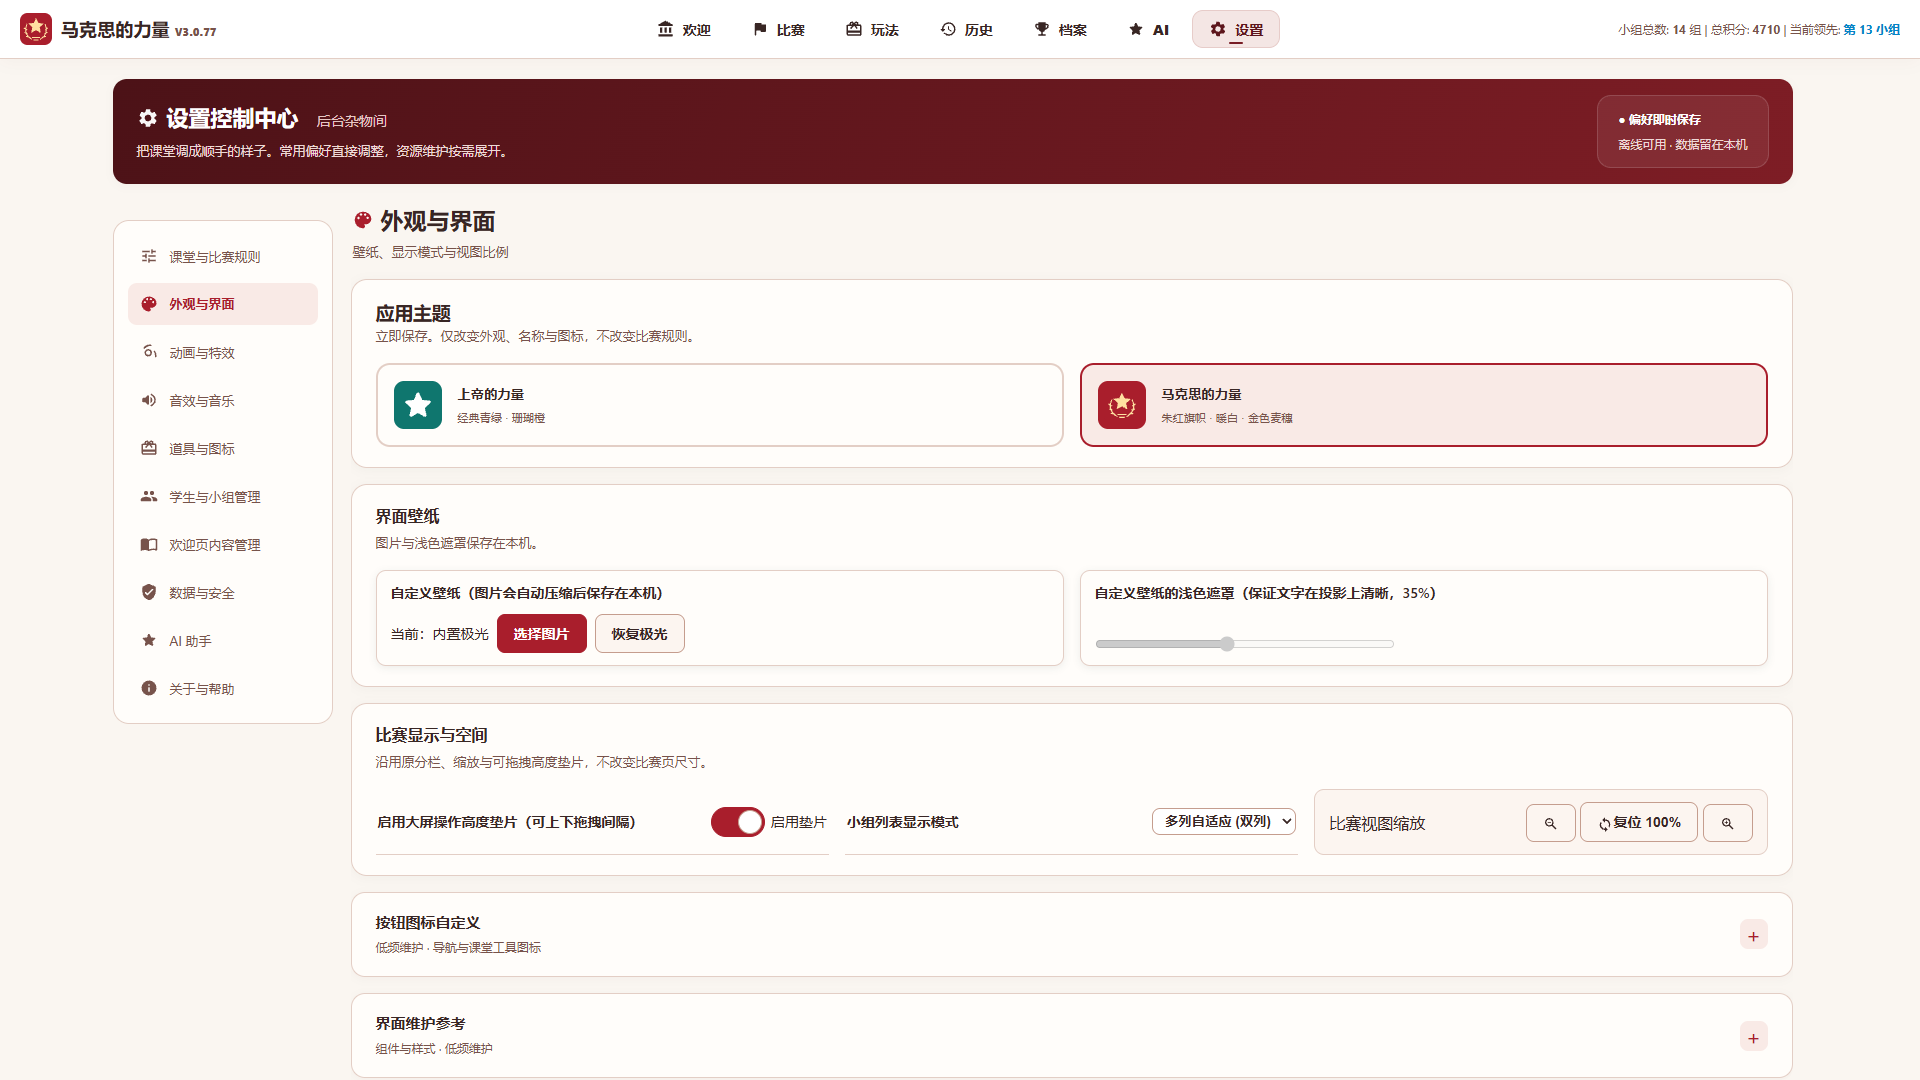 马克思的力量 V3.0.77
欢迎 比赛 玩法 历史 档案 AI 设置
小组总数: 14 组 | 总积分: 4710 | 当前领先: 第 13 小组
设置控制中心 后台杂物间
把课堂调成顺手的样子。常用偏好直接调整，资源维护按需展开。
● 偏好即时保存
离线可用 · 数据留在本机
课堂与比赛规则
外观与界面
动画与特效
音效与音乐
道具与图标
学生与小组管理
欢迎页内容管理
数据与安全
AI 助手
关于与帮助
外观与界面
壁纸、显示模式与视图比例
应用主题
立即保存。仅改变外观、名称与图标，不改变比赛规则。
上帝的力量
经典青绿 · 珊瑚橙
马克思的力量
朱红旗帜 · 暖白 · 金色麦穗
界面壁纸
图片与浅色遮罩保存在本机。
自定义壁纸（图片会自动压缩后保存在本机）
当前：内置极光 选择图片 恢复极光
自定义壁纸的浅色遮罩（保证文字在投影上清晰，35%）
比赛显示与空间
沿用原分栏、缩放与可拖拽高度垫片，不改变比赛页尺寸。
启用大屏操作高度垫片（可上下拖拽间隔） 启用垫片
小组列表显示模式 多列自适应 (双列)
比赛视图缩放 复位 100%
按钮图标自定义
低频维护 · 导航与课堂工具图标
+
界面维护参考
组件与样式 · 低频维护
+